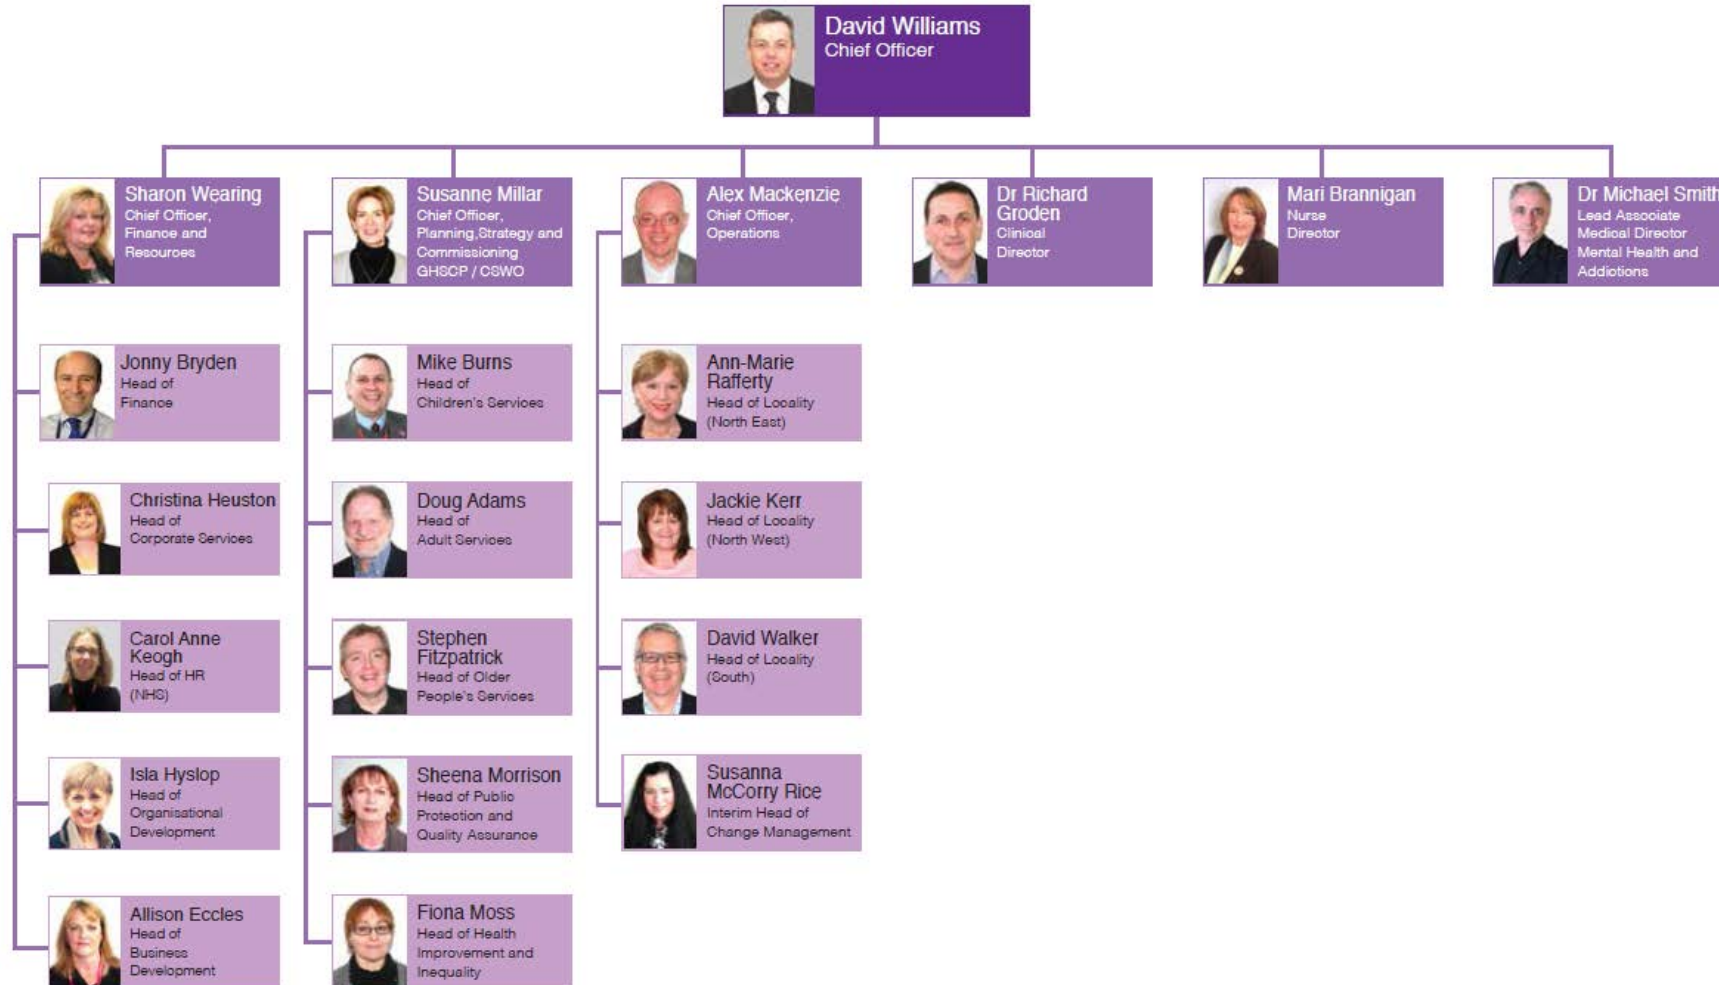 David Williams
Chief Officer
Sharon Wearing
Chief Officer,
Finance and
Resources
Susanne Millar
Chief Officer,
Planning,Strategy and
Commissioning
GHSCP / CSWO
Alex Mackenzie
Chief Officer,
Operations
Dr Richard
Groden
Clinical
Director
Mari Brannigan
Nurse
Director
Dr Michael Smith
Lead Associate
Medical Director
Mental Health and
Addictions
Jonny Bryden
Head of
Finance
Mike Burns
Head of
Children's Services
Ann-Marie
Rafferty
Head of Locality
(North East)
Christina Heuston
Head of
Corporate Services
Doug Adams
Head of
Adult Services
Jackie Kerr
Head of Locality
(North West)
Carol Anne
Keogh
Head of HR
(NHS)
Stephen
Fitzpatrick
Head of Older
People's Services
David Walker
Head of Locality
(South)
Isla Hyslop
Head of
Organisational
Development
Sheena Morrison
Head of Public
Protection and
Quality Assurance
Susanna
McCorry Rice
Interim Head of
Change Management
Allison Eccles
Head of
Business
Development
Fiona Moss
Head of Health
Improvement and
Inequality